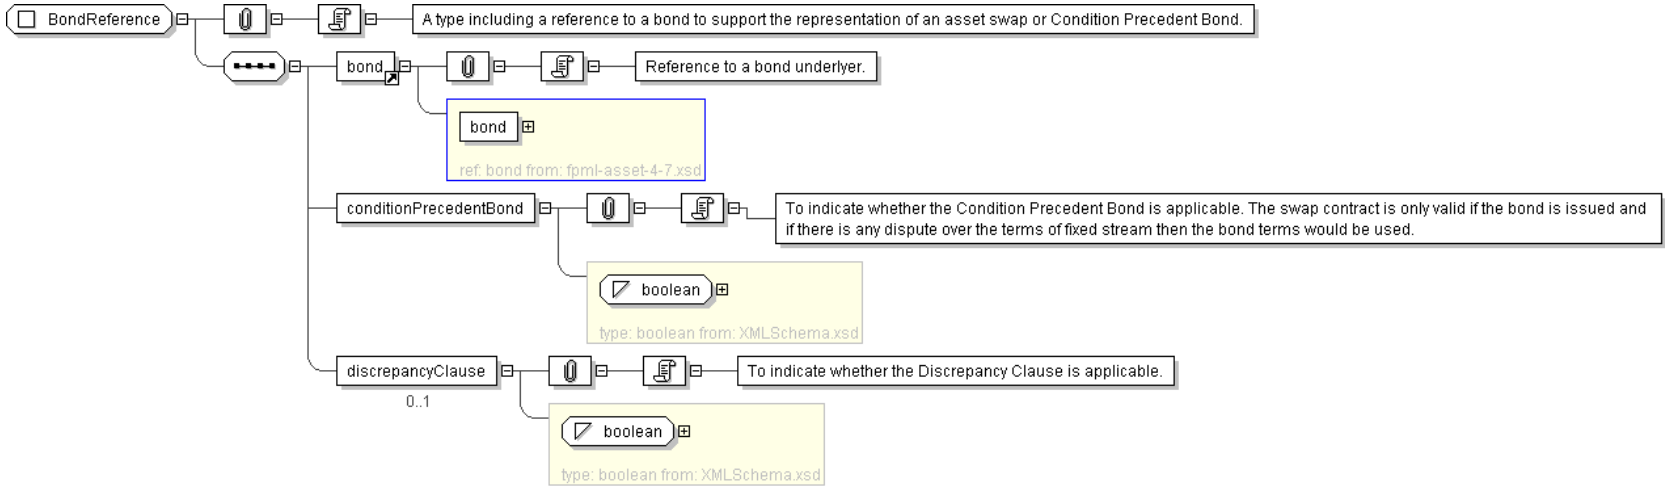 BondReference
A type including a reference to a bond to support the representation of an asset swap or Condition Precedent Bond.
bond
Reference to a bond underlyer.
bond
ref: bond from: fpml-asset-4-7.xsd
conditionPrecedentBond
To indicate whether the Condition Precedent Bond is applicable. The swap contract is only valid if the bond is issued and
if there is any dispute over the terms of fixed stream then the bond terms would be used.
boolean
type: boolean from: XMLSchema.xsd
discrepancyClause
To indicate whether the Discrepancy Clause is applicable.
0..1
boolean
type: boolean from: XMLSchema.xsd